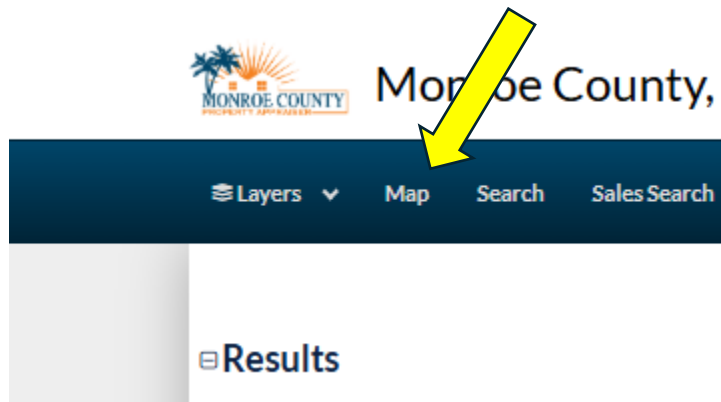 MONROE COUNTY
PROPERTY APPRAISER
Monroe County,
Layers
Map
Search
Sales Search
Results